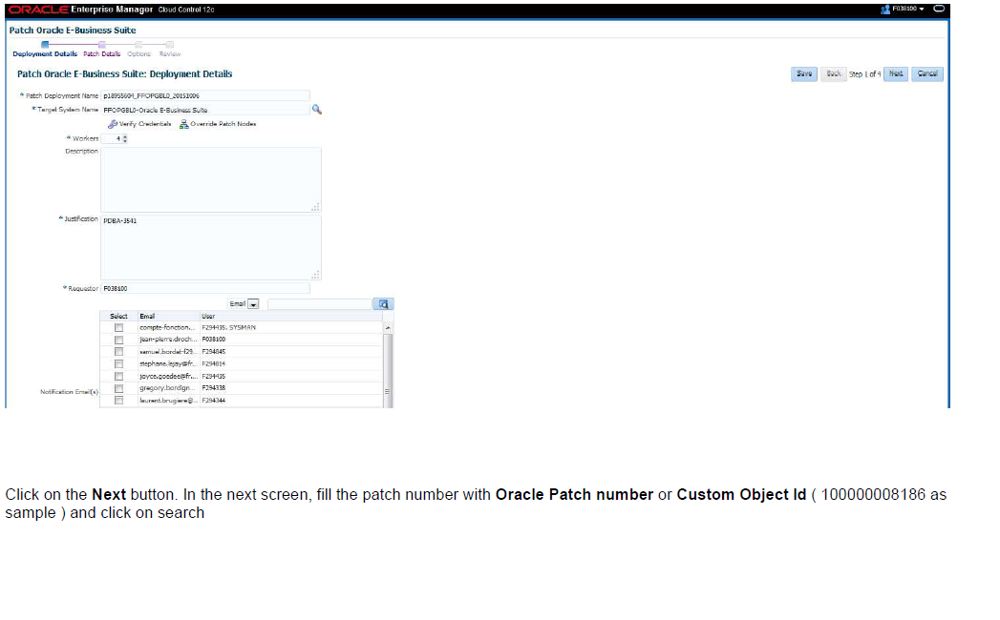 ORACLE Enterprise Manager Cloud Control 12c F038100
Patch Oracle E-Business Suite
Deployment Details Patch Details Options Review
Patch Oracle E-Business Suite: Deployment Details Save Back Step 1 of 4 Next Cancel
* Patch Deployment Name p18955604_FFOPGBL0_20151006
* Target System Name FFOPGBL0-Oracle E-Business Suite
Verify Credentials Override Patch Nodes
* Workers 4
Description
* Justification PDBA-3541
* Requestor F038100
Email
Select Email User
compte-fonction... F294435, SYSMAN
jean-pierre.droch... F038100
samuel.bordat-f29... F294845
stephane.lejay@fr... F294814
joyce.goedee@fr.... F294435
gregory.bordign... F294338
Notification Email(s)
laurent.brugiere@... F294344
Click on the Next button. In the next screen, fill the patch number with Oracle Patch number or Custom Object Id ( 100000008186 as
sample ) and click on search